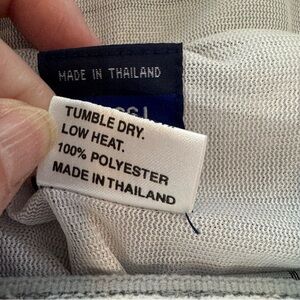 MADE IN THAILAND
TUMBLE DRY.
LOW HEAT.
100% POLYESTER
MADE IN THAILAND